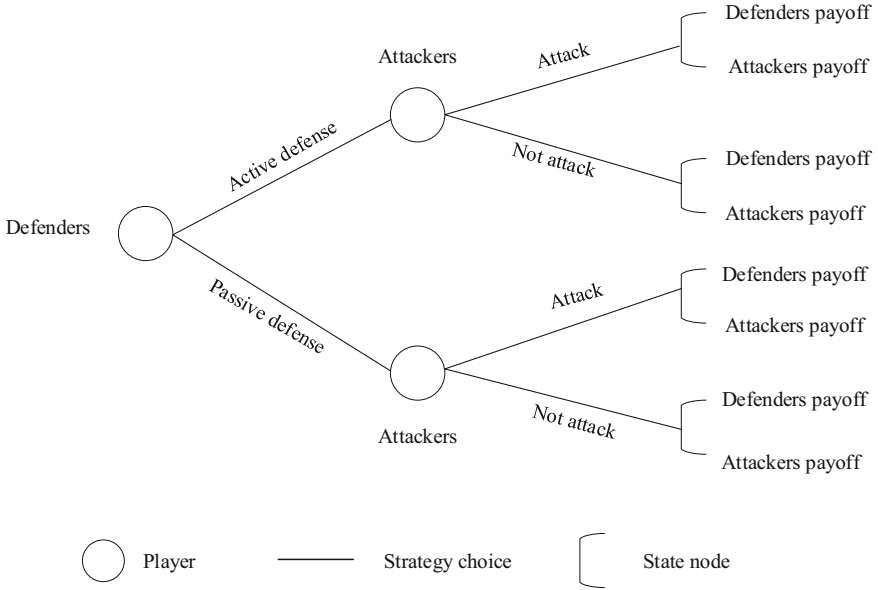 Defenders payoff
Attackers
Attack
Attackers payoff
Active defense
Not attack
Defenders payoff
Attackers payoff
Defenders
Passive defense
Attack
Defenders payoff
Attackers payoff
Not attack
Defenders payoff
Attackers
Attackers payoff
Player
Strategy choice
State node